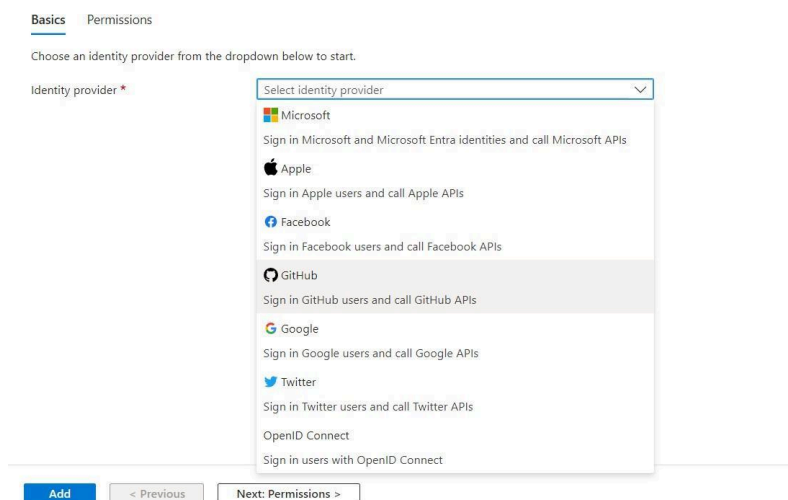 Basics Permissions
Choose an identity provider from the dropdown below to start.
Identity provider * Select identity provider
Microsoft
Sign in Microsoft and Microsoft Entra identities and call Microsoft APIs
Apple
Sign in Apple users and call Apple APIs
Facebook
Sign in Facebook users and call Facebook APIs
GitHub
Sign in GitHub users and call GitHub APIs
Google
Sign in Google users and call Google APIs
Twitter
Sign in Twitter users and call Twitter APIs
OpenID Connect
Sign in users with OpenID Connect
Add < Previous Next: Permissions >